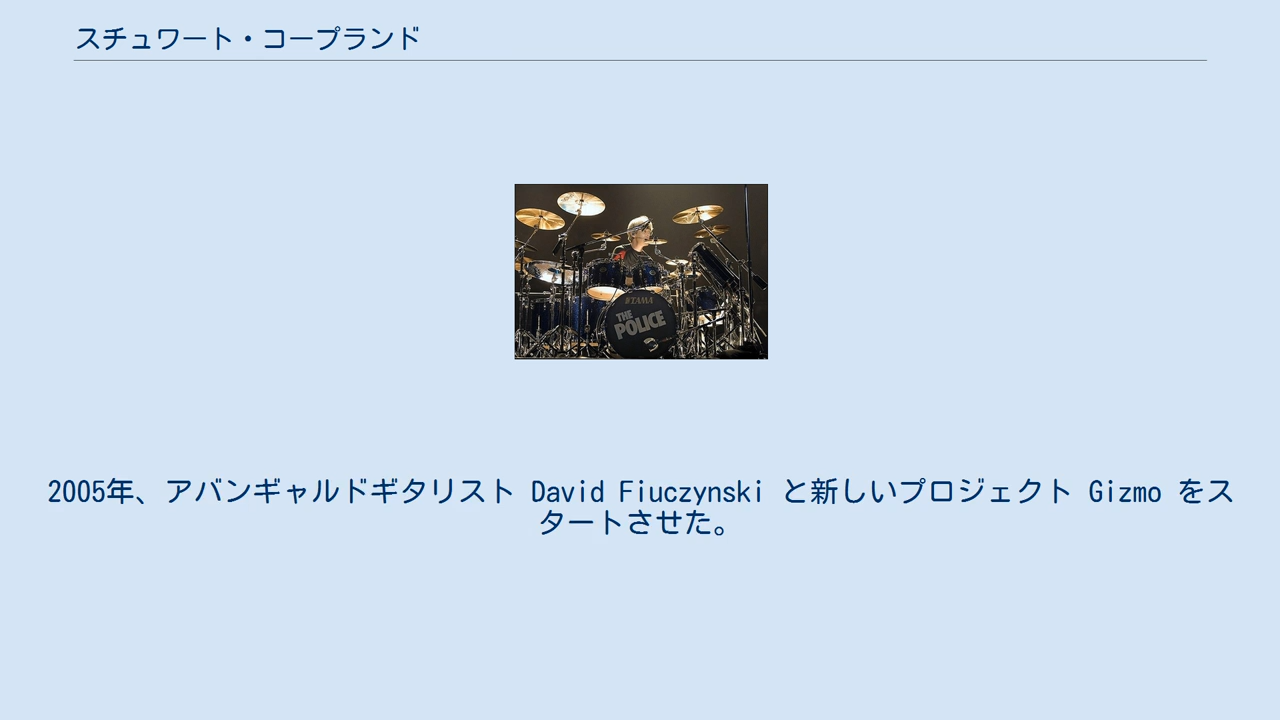 スチュワート・コープランド
TAMA
THE
POLICE
2005年、アバンギャルドギタリスト David Fiuczynski と新しいプロジェクト Gizmo をス
タートさせた。